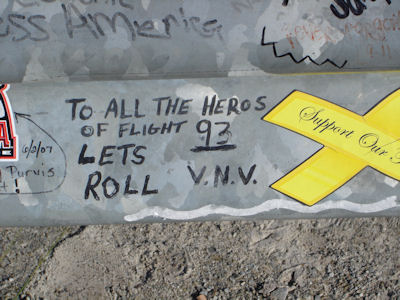 ess America
TO ALL THE HEROS
OF FLIGHT 93
LETS
ROLL V.N.V.
Support Our
6/2/07
Purvis